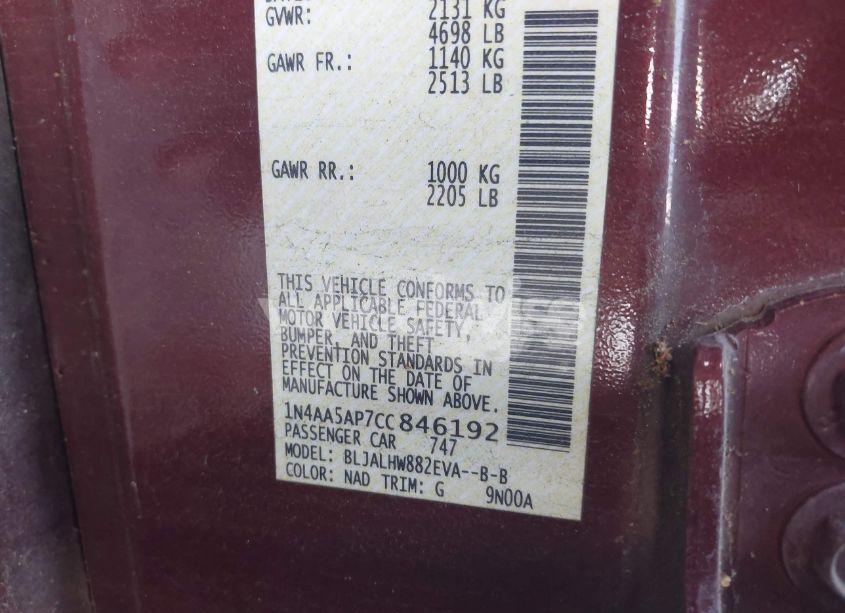 GVWR: 2131 KG
4698 LB
GAWR FR.: 1140 KG
2513 LB
GAWR RR.: 1000 KG
2205 LB
THIS VEHICLE CONFORMS TO
ALL APPLICABLE FEDERAL
MOTOR VEHICLE SAFETY,
BUMPER, AND THEFT
PREVENTION STANDARDS IN
EFFECT ON THE DATE OF
MANUFACTURE SHOWN ABOVE.
1N4AA5AP7CC846192
PASSENGER CAR 747
MODEL: BLJALHW882EVA--B-B
COLOR: NAD TRIM: G 9N00A